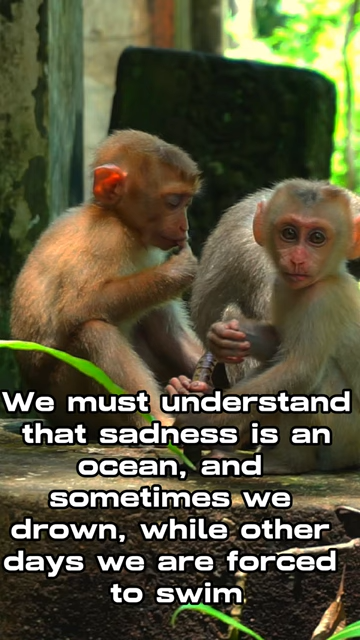 We must understand
that sadness is an
ocean, and
sometimes we
drown, while other
days we are forced
to swim